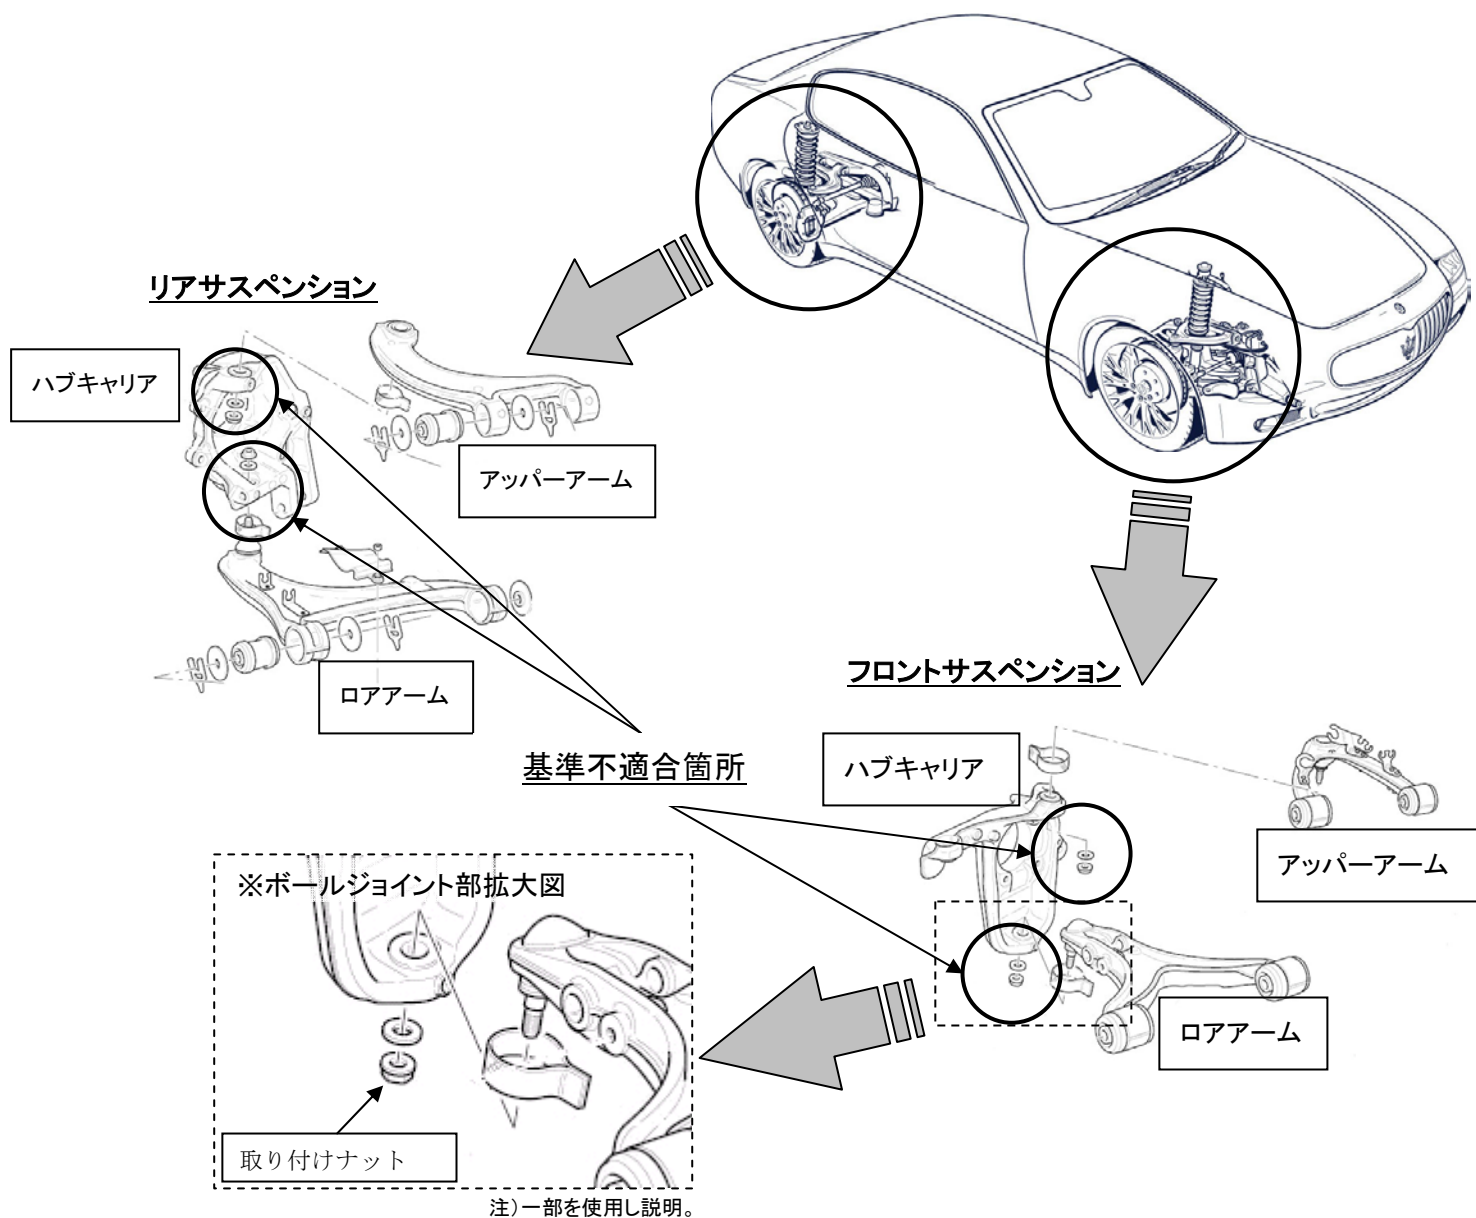 リアサスペンション
ハブキャリア
アッパーアーム
ロアアーム
フロントサスペンション
基準不適合箇所
ハブキャリア
アッパーアーム
ロアアーム
※ボールジョイント部拡大図
取り付けナット
注)一部を使用し説明。